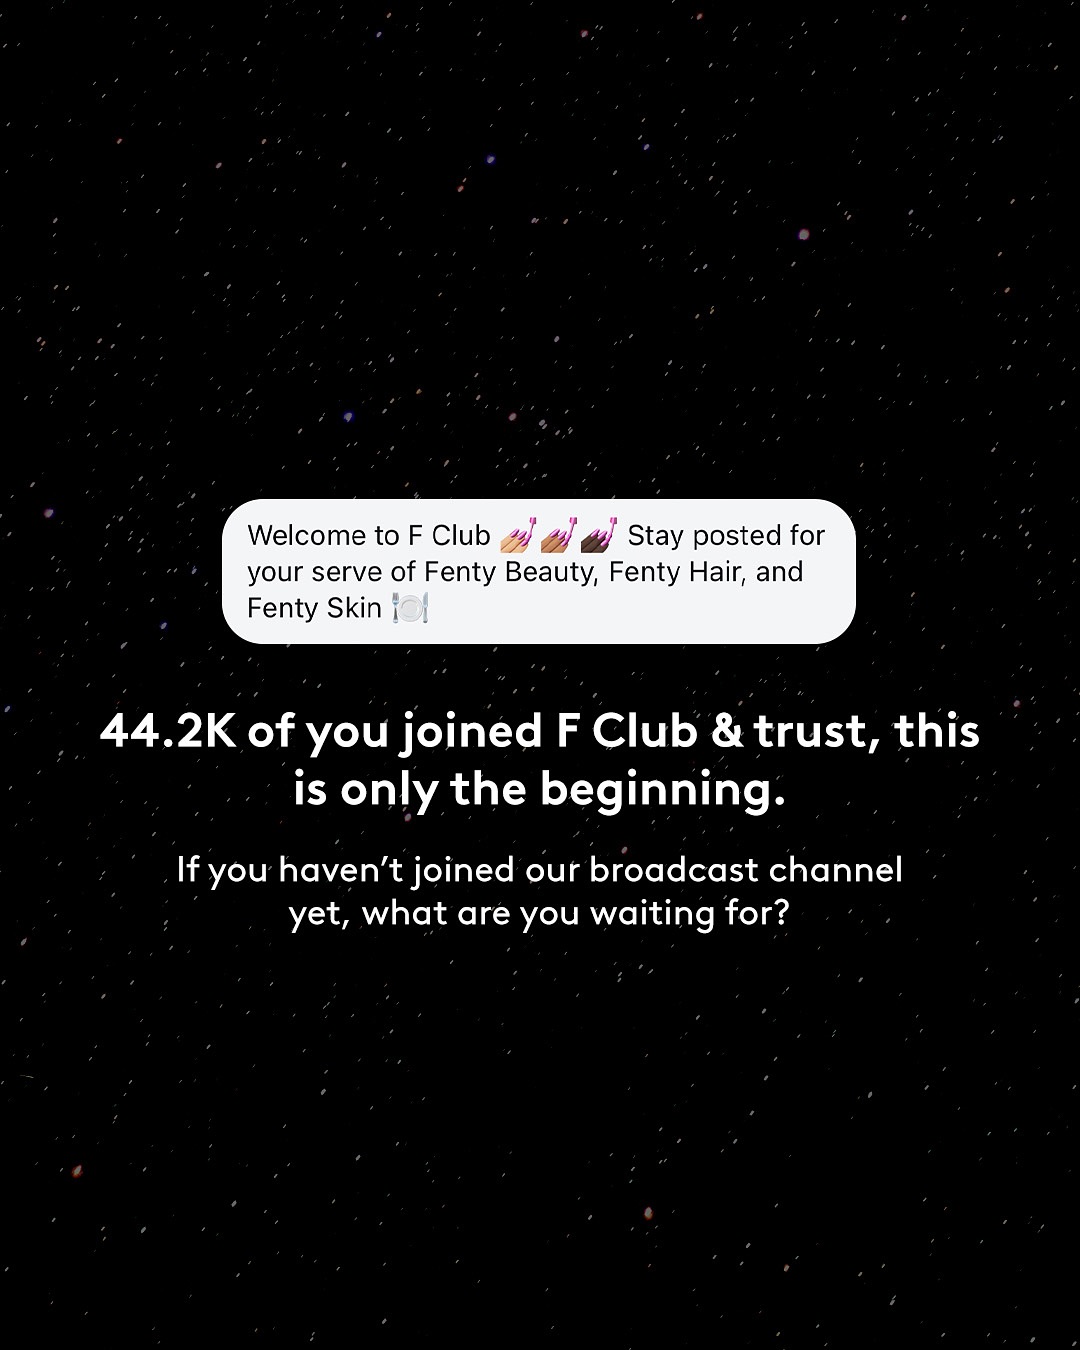 Welcome to F Club 💅🏼💅🏽💅🏿 Stay posted for
your serve of Fenty Beauty, Fenty Hair, and
Fenty Skin 🍽️
44.2K of you joined F Club & trust, this
is only the beginning.
If you haven’t joined our broadcast channel
yet, what are you waiting for?